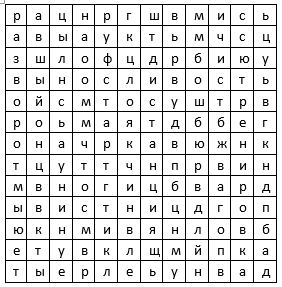 р а ц н р г ш в м и с ь
а в ы а у к т ь м ч с ц
з ш л о ф ц д р б и ю у
в ы н о с л и в о с т ь
о й с м т о с у ш т р в
р о ь м а я т д б б е г
о н а ч р к а в ю ж н к
т ц у т т ч н п р в и н
м в н о г и ц б в а р д
ы в и с т н и ц д г о п
ю к н м и в я н л о в б
е т у в к л щ м й п к а
т ы е р л е ь у н в а д